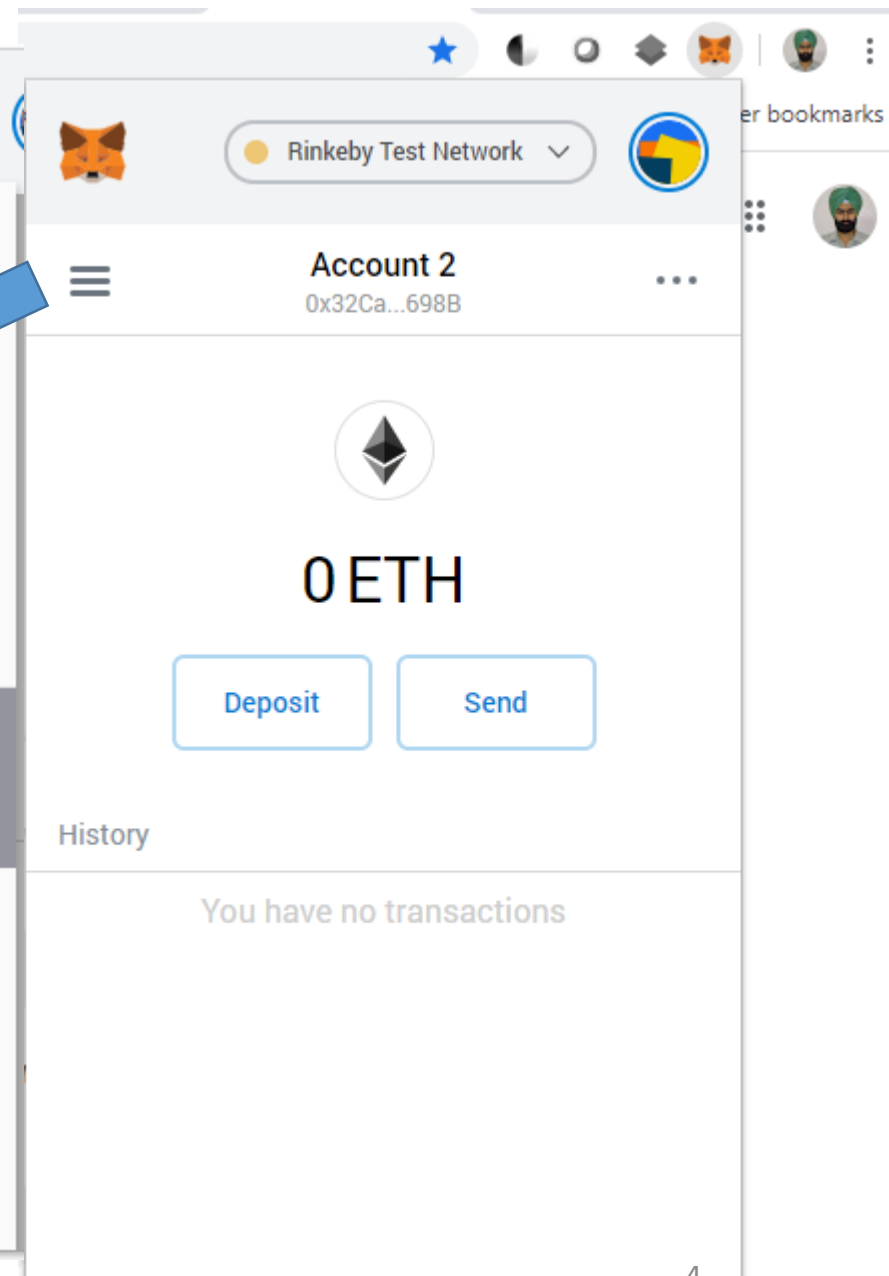 er bookmarks
Rinkeby Test Network
Account 2
0x32Ca...698B
0 ETH
Deposit
Send
History
You have no transactions